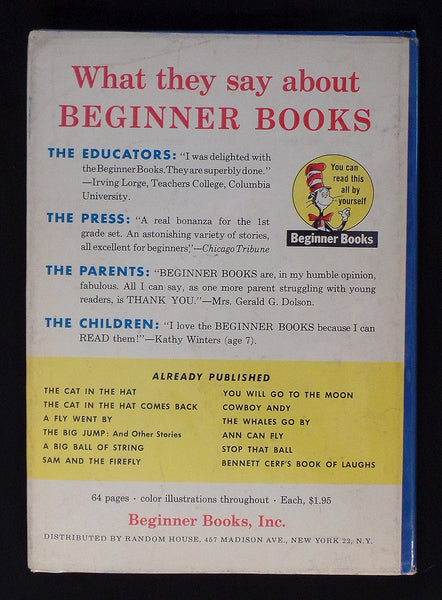 What they say about
BEGINNER BOOKS
THE EDUCATORS: "I was delighted with
the Beginner Books. They are superbly done."
—Irving Lorge, Teachers College, Columbia
University.
You can
read this
all by
yourself
Beginner Books
THE PRESS: "A real bonanza for the 1st
grade set. An astonishing variety of stories,
all excellent for beginners."—Chicago Tribune
THE PARENTS: "BEGINNER BOOKS are, in my humble opinion,
fabulous. All I can say, as one more parent struggling with young
readers, is THANK YOU."—Mrs. Gerald G. Dolson.
THE CHILDREN: "I love the BEGINNER BOOKS because I can
READ them!"—Kathy Winters (age 7).
ALREADY PUBLISHED
THE CAT IN THE HAT
THE CAT IN THE HAT COMES BACK
A FLY WENT BY
THE BIG JUMP: And Other Stories
A BIG BALL OF STRING
SAM AND THE FIREFLY
YOU WILL GO TO THE MOON
COWBOY ANDY
THE WHALES GO BY
ANN CAN FLY
STOP THAT BALL
BENNETT CERF'S BOOK OF LAUGHS
64 pages · color illustrations throughout · Each, $1.95
Beginner Books, Inc.
DISTRIBUTED BY RANDOM HOUSE, 457 MADISON AVE., NEW YORK 22, N.Y.